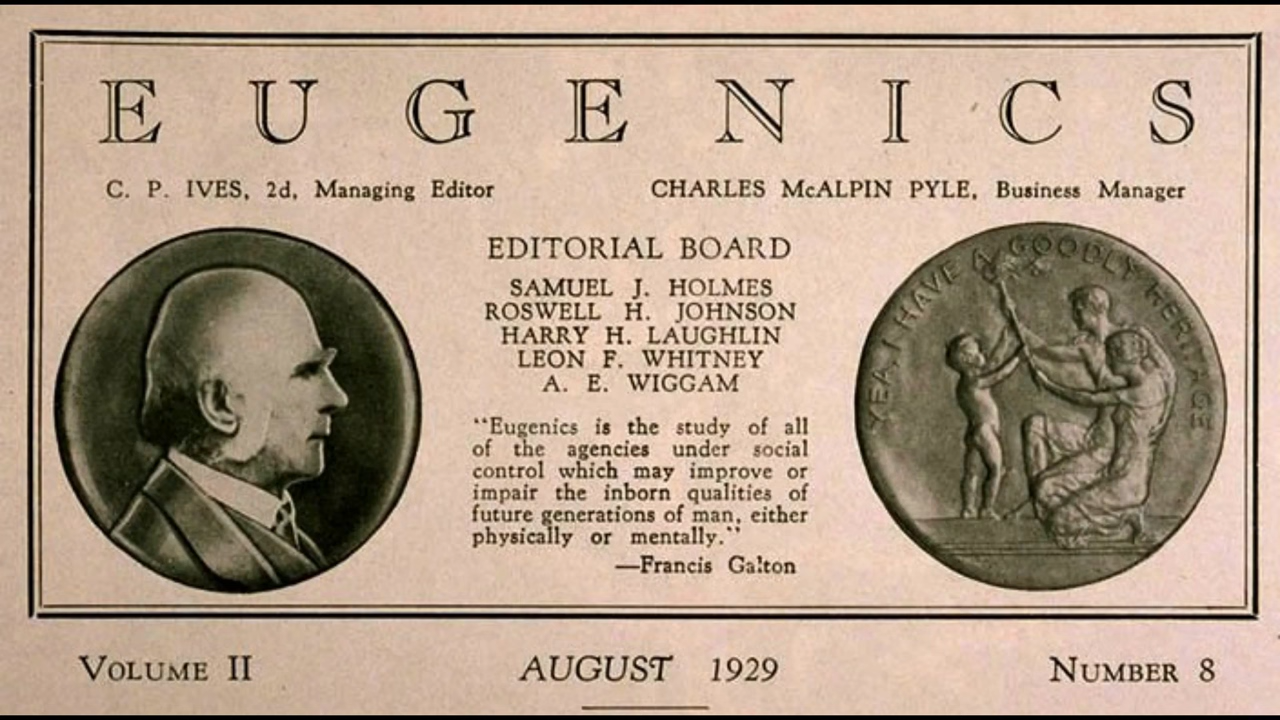 EUGENICS
C. P. IVES, 2d, Managing Editor
CHARLES McALPIN PYLE, Business Manager
EDITORIAL BOARD
SAMUEL J. HOLMES
ROSWELL H. JOHNSON
HARRY H. LAUGHLIN
LEON F. WHITNEY
A. E. WIGGAM
YEA, I HAVE A GOODLY HERITAGE
“Eugenics is the study of all
of the agencies under social
control which may improve or
impair the inborn qualities of
future generations of man, either
physically or mentally.”
—Francis Galton
VOLUME II
AUGUST 1929
NUMBER 8